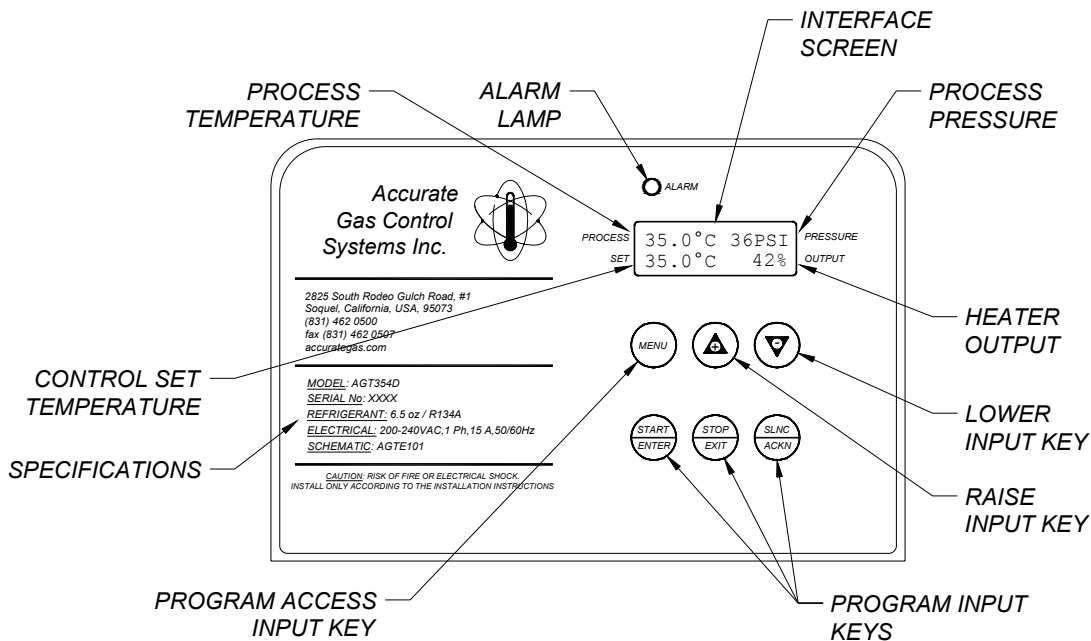 INTERFACE
SCREEN
PROCESS
TEMPERATURE
ALARM
LAMP
PROCESS
PRESSURE
ALARM
Accurate
Gas Control
Systems Inc.
PROCESS
35.0°C 36PSI
PRESSURE
SET
35.0°C 42%
OUTPUT
2825 South Rodeo Gulch Road, #1
Soquel, California, USA, 95073
(831) 462 0500
fax (831) 462 0507
accurategas.com
MENU
+
-
HEATER
OUTPUT
CONTROL SET
TEMPERATURE
MODEL: AGT354D
SERIAL No: XXXX
REFRIGERANT: 6.5 oz / R134A
ELECTRICAL: 200-240VAC,1 Ph,15 A,50/60Hz
SCHEMATIC: AGTE101
START
ENTER
STOP
EXIT
SLNC
ACKN
LOWER
INPUT KEY
SPECIFICATIONS
CAUTION: RISK OF FIRE OR ELECTRICAL SHOCK.
INSTALL ONLY ACCORDING TO THE INSTALLATION INSTRUCTIONS
RAISE
INPUT KEY
PROGRAM ACCESS
INPUT KEY
PROGRAM INPUT
KEYS